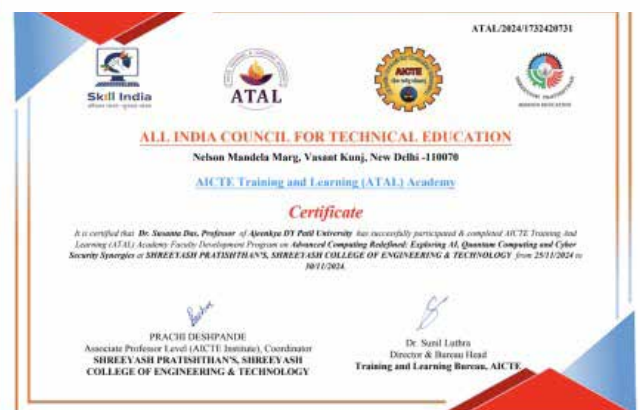 ATAL/2024/1732420731
Skill India
ATAL
AICTE
ALL INDIA COUNCIL FOR TECHNICAL EDUCATION
Nelson Mandela Marg, Vasant Kunj, New Delhi -110070
AICTE Training and Learning (ATAL) Academy
Certificate
It is certified that Dr. Susanta Das, Professor of Ajeenkya DY Patil University has successfully participated & completed AICTE Training And
Learning (ATAL) Academy Faculty Development Program on Advanced Computing Redefined: Exploring AI, Quantum Computing and Cyber
Security Synergies at SHREEYASH PRATISHTHAN'S, SHREEYASH COLLEGE OF ENGINEERING & TECHNOLOGY from 25/11/2024 to
30/11/2024.
PRACHI DESHPANDE
Associate Professor Level (AICTE Institute), Coordinator
SHREEYASH PRATISHTHAN'S, SHREEYASH
COLLEGE OF ENGINEERING & TECHNOLOGY
Dr. Sunil Luthra
Director & Bureau Head
Training and Learning Bureau, AICTE